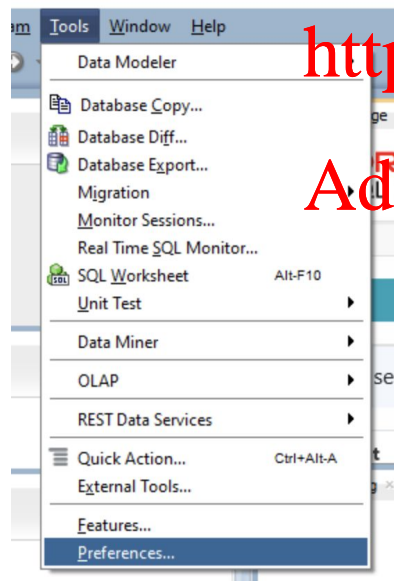 Tools Window Help
Data Modeler
http
Database Copy...
Database Diff...
Database Export...
Migration
Ad
Monitor Sessions...
Real Time SQL Monitor...
SQL Worksheet Alt-F10
Unit Test
Data Miner
OLAP
se
REST Data Services
Quick Action... Ctrl+Alt-A
External Tools...
Features...
Preferences...